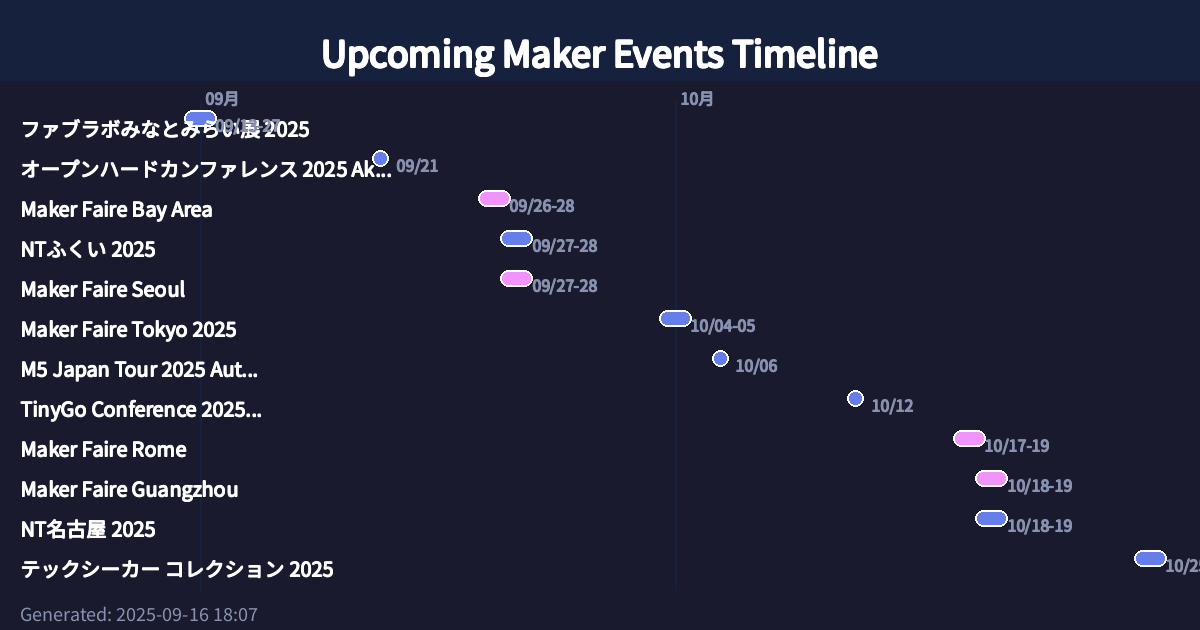 Upcoming Maker Events Timeline
09月 10月
ファブラボみなとみらい展 2025 09/13-27
オープンハードカンファレンス 2025 Ak... 09/21
Maker Faire Bay Area 09/26-28
NTふくい 2025 09/27-28
Maker Faire Seoul 09/27-28
Maker Faire Tokyo 2025 10/04-05
M5 Japan Tour 2025 Aut... 10/06
TinyGo Conference 2025... 10/12
Maker Faire Rome 10/17-19
Maker Faire Guangzhou 10/18-19
NT名古屋 2025 10/18-19
テックシーカー コレクション 2025
Generated: 2025-09-16 18:07